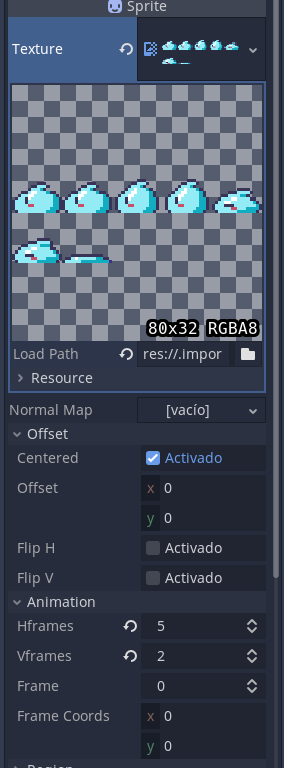 Sprite
Texture
80x32 RGBA8
Load Path res://.impor
Resource
Normal Map [vacío]
Offset
Centered Activado
Offset x 0
y 0
Flip H Activado
Flip V Activado
Animation
Hframes 5
Vframes 2
Frame 0
Frame Coords x 0
y 0